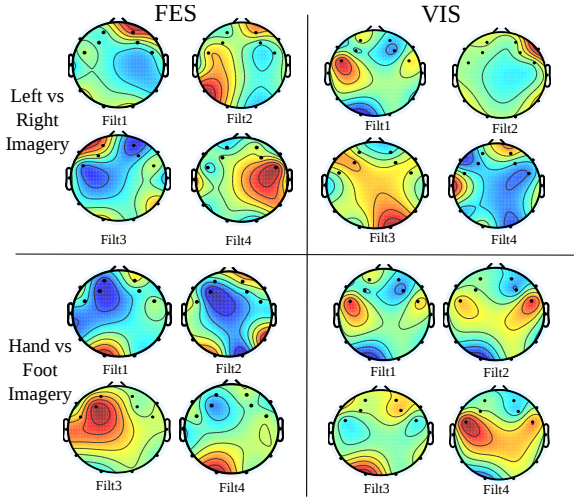 FES
VIS
Left vs
Right
Imagery
Filt1
Filt2
Filt1
Filt2
Filt3
Filt4
Filt3
Filt4
Hand vs
Foot
Imagery
Filt1
Filt2
Filt1
Filt2
Filt3
Filt4
Filt3
Filt4